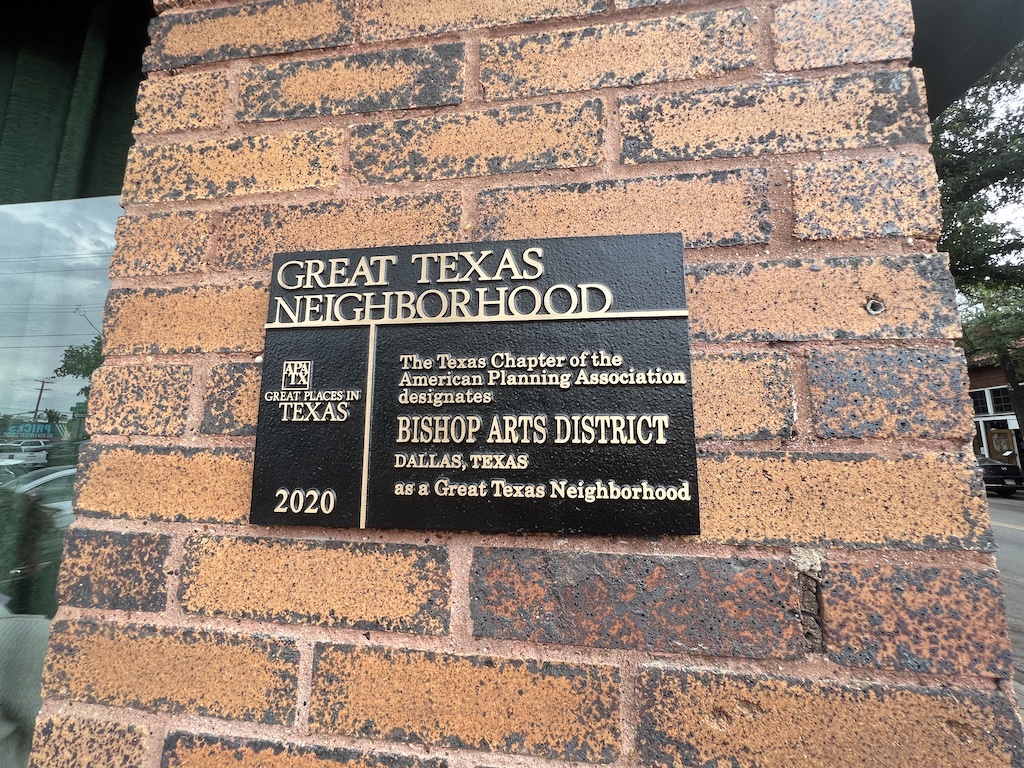 GREAT TEXAS
NEIGHBORHOOD
APA
TX
GREAT PLACES IN
TEXAS
2020
The Texas Chapter of the
American Planning Association
designates
BISHOP ARTS DISTRICT
DALLAS, TEXAS
as a Great Texas Neighborhood
PRICES